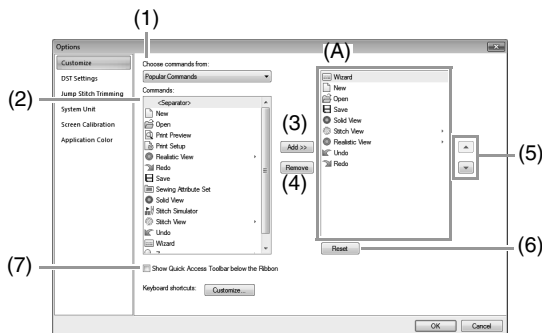 (1)
Options
(A)
Customize
DST Settings
Jump Stitch Trimming
System Unit
Screen Calibration
Application Color
Choose commands from:
Popular Commands
(2)
Commands:
<Separator>
New
Open
Print Preview
Print Setup
Realistic View
Redo
Save
Sewing Attribute Set
Solid View
Stitch Simulator
Stitch View
Undo
Wizard
(3)
Add >>
Remove
(4)
Wizard
New
Open
Save
Solid View
Stitch View
Realistic View
Undo
Redo
(5)
Reset
(6)
(7)
Show Quick Access Toolbar below the Ribbon
Keyboard shortcuts:
Customize...
OK
Cancel